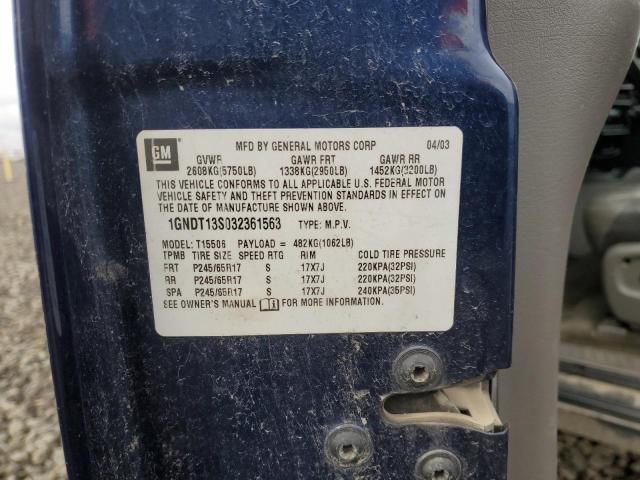 GM MFD BY GENERAL MOTORS CORP 04/03
GVWR GAWR FRT GAWR RR
2608KG(5750LB) 1338KG(2950LB) 1452KG(3200LB)
THIS VEHICLE CONFORMS TO ALL APPLICABLE U.S. FEDERAL MOTOR
VEHICLE SAFETY AND THEFT PREVENTION STANDARDS IN EFFECT ON
THE DATE OF MANUFACTURE SHOWN ABOVE.
1GNDT13S032361563 TYPE: M.P.V.
MODEL: T15506 PAYLOAD = 482KG(1062LB)
TPMB TIRE SIZE SPEED RTG RIM COLD TIRE PRESSURE
FRT P245/65R17 S 17X7J 220KPA(32PSI)
RR P245/65R17 S 17X7J 220KPA(32PSI)
SPA P245/65R17 S 17X7J 240KPA(35PSI)
SEE OWNER'S MANUAL FOR MORE INFORMATION.